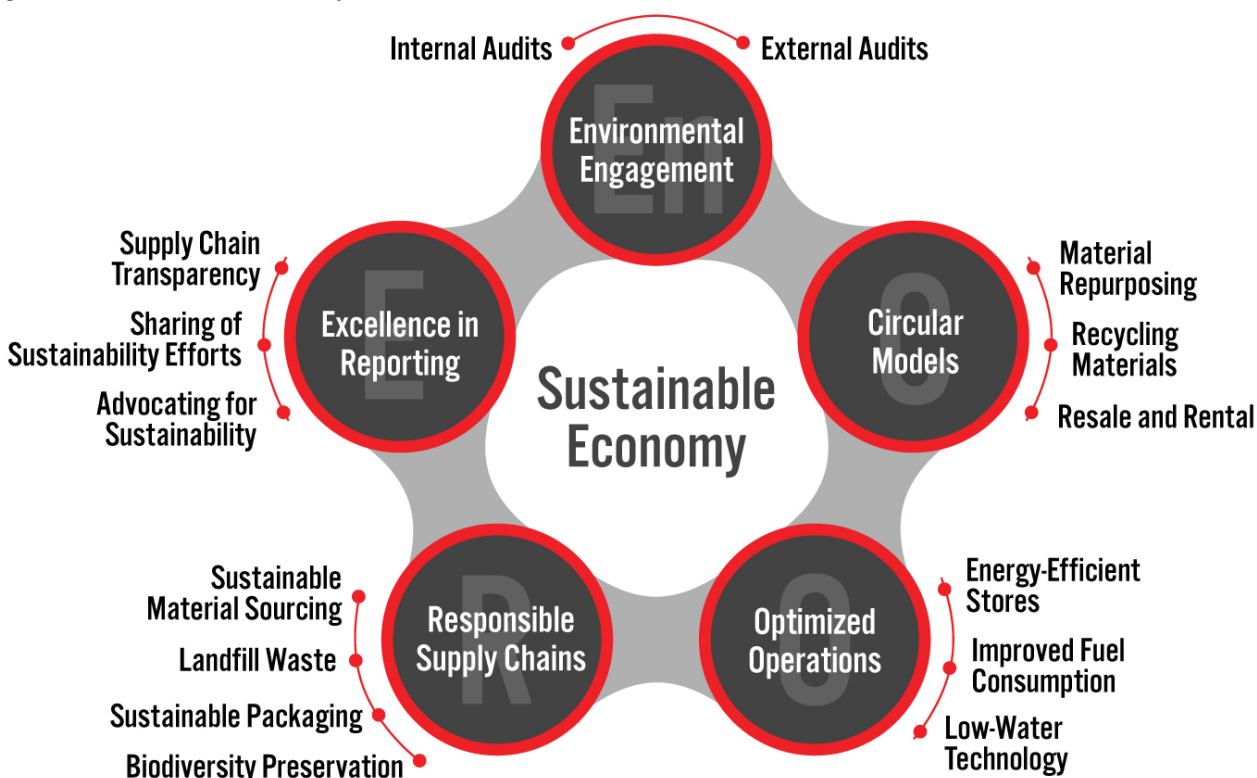 Internal Audits
External Audits
En
Environmental
Engagement
Supply Chain
Transparency
Sharing of
Sustainability Efforts
Advocating for
Sustainability
E
Excellence in
Reporting
C
Circular
Models
Material
Repurposing
Recycling
Materials
Resale and Rental
Sustainable
Economy
Sustainable
Material Sourcing
Landfill Waste
Sustainable Packaging
Biodiversity Preservation
R
Responsible
Supply Chains
O
Optimized
Operations
Energy-Efficient
Stores
Improved Fuel
Consumption
Low-Water
Technology